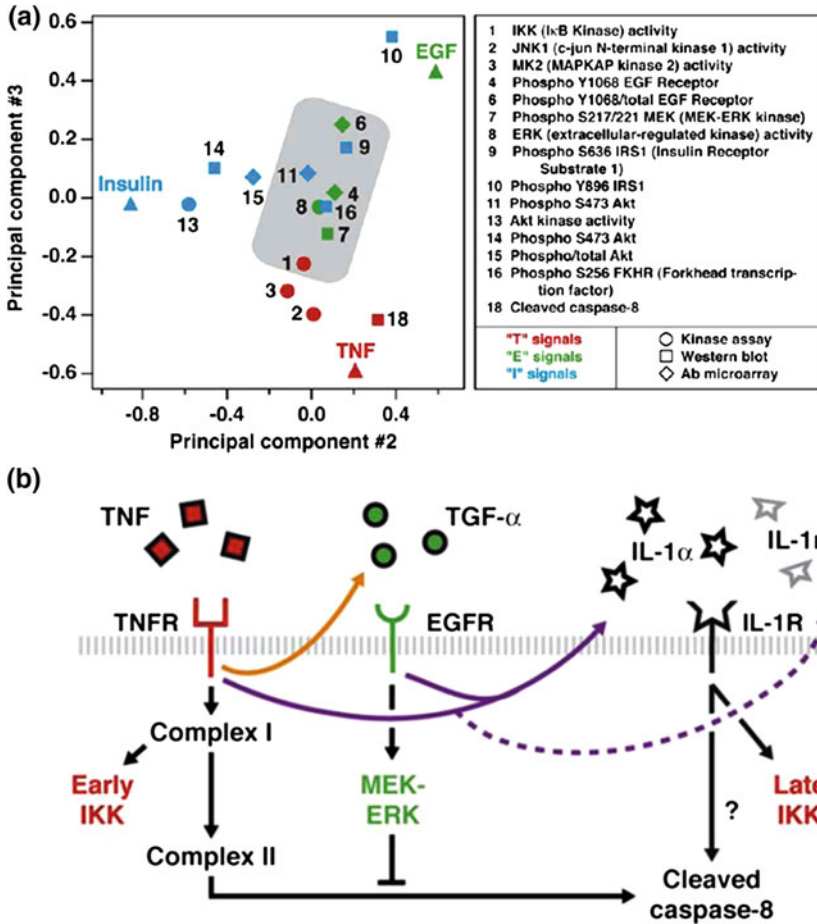 (a)
0.6
0.4
0.2
0.0
-0.2
-0.4
-0.6
Principal component #3
-0.8
-0.4
0.0
0.4
Principal component #2
10
EGF
6
9
14
11
4
Insulin
15
8
16
13
7
1
3
2
18
TNF
1 IKK (IκB Kinase) activity
2 JNK1 (c-jun N-terminal kinase 1) activity
3 MK2 (MAPKAP kinase 2) activity
4 Phospho Y1068 EGF Receptor
6 Phospho Y1068/total EGF Receptor
7 Phospho S217/221 MEK (MEK-ERK kinase)
8 ERK (extracellular-regulated kinase) activity
9 Phospho S636 IRS1 (Insulin Receptor
Substrate 1)
10 Phospho Y896 IRS1
11 Phospho S473 Akt
13 Akt kinase activity
14 Phospho S473 Akt
15 Phospho/total Akt
16 Phospho S256 FKHR (Forkhead transcrip-
tion factor)
18 Cleaved caspase-8
"T" signals
"E" signals
"I" signals
Kinase assay
Western blot
Ab microarray
(b)
TNF
TGF-α
IL-1α
IL-1r
TNFR
EGFR
IL-1R
Complex I
Early
IKK
MEK-
ERK
Late
IKK
?
Complex II
Cleaved
caspase-8